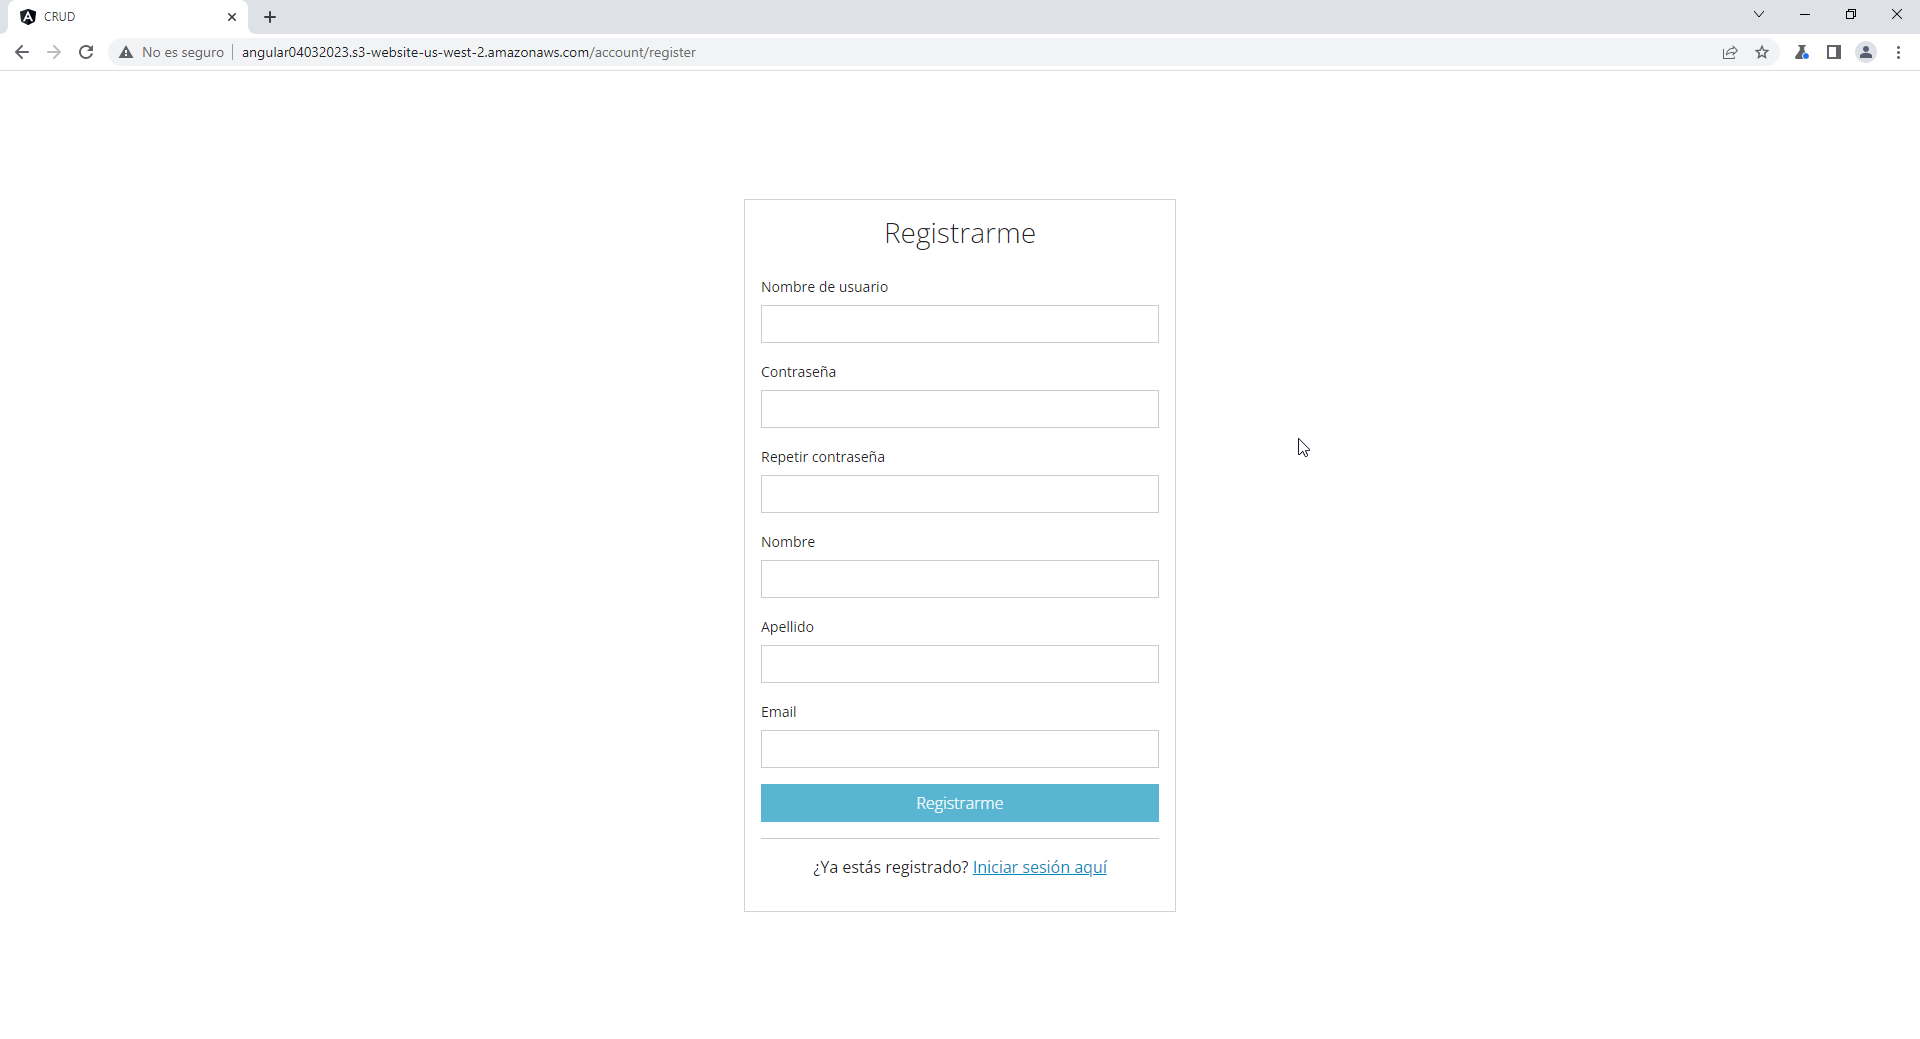 CRUD
No es seguro angular04032023.s3-website-us-west-2.amazonaws.com/account/register
Registrarme
Nombre de usuario
Contraseña
Repetir contraseña
Nombre
Apellido
Email
Registrarme
¿Ya estás registrado? Iniciar sesión aquí